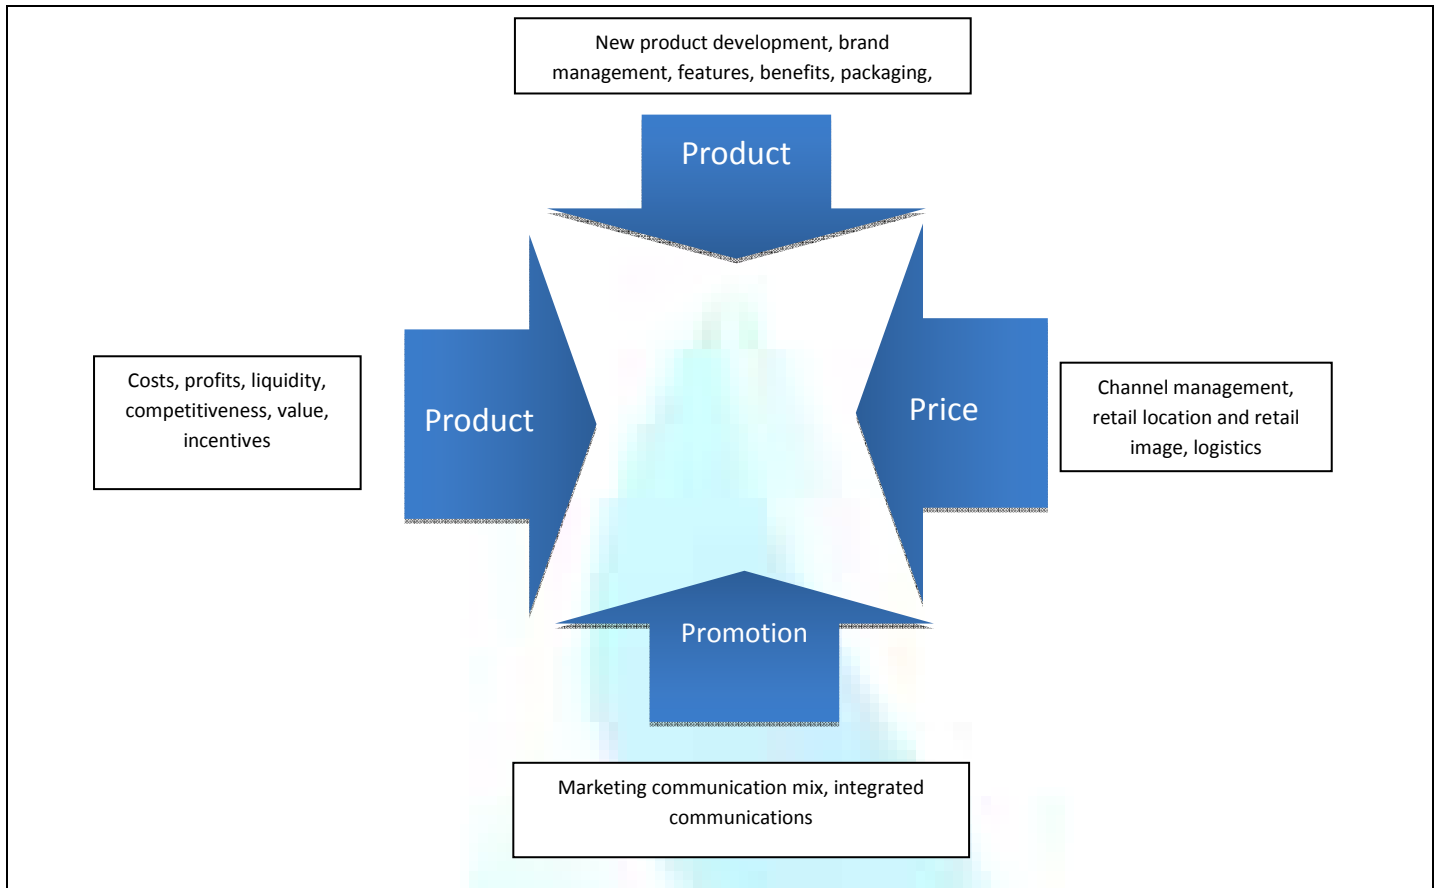 New product development, brand
management, features, benefits, packaging,
Product
Costs, profits, liquidity,
competitiveness, value,
incentives
Product
Price
Channel management,
retail location and retail
image, logistics
Promotion
Marketing communication mix, integrated
communications